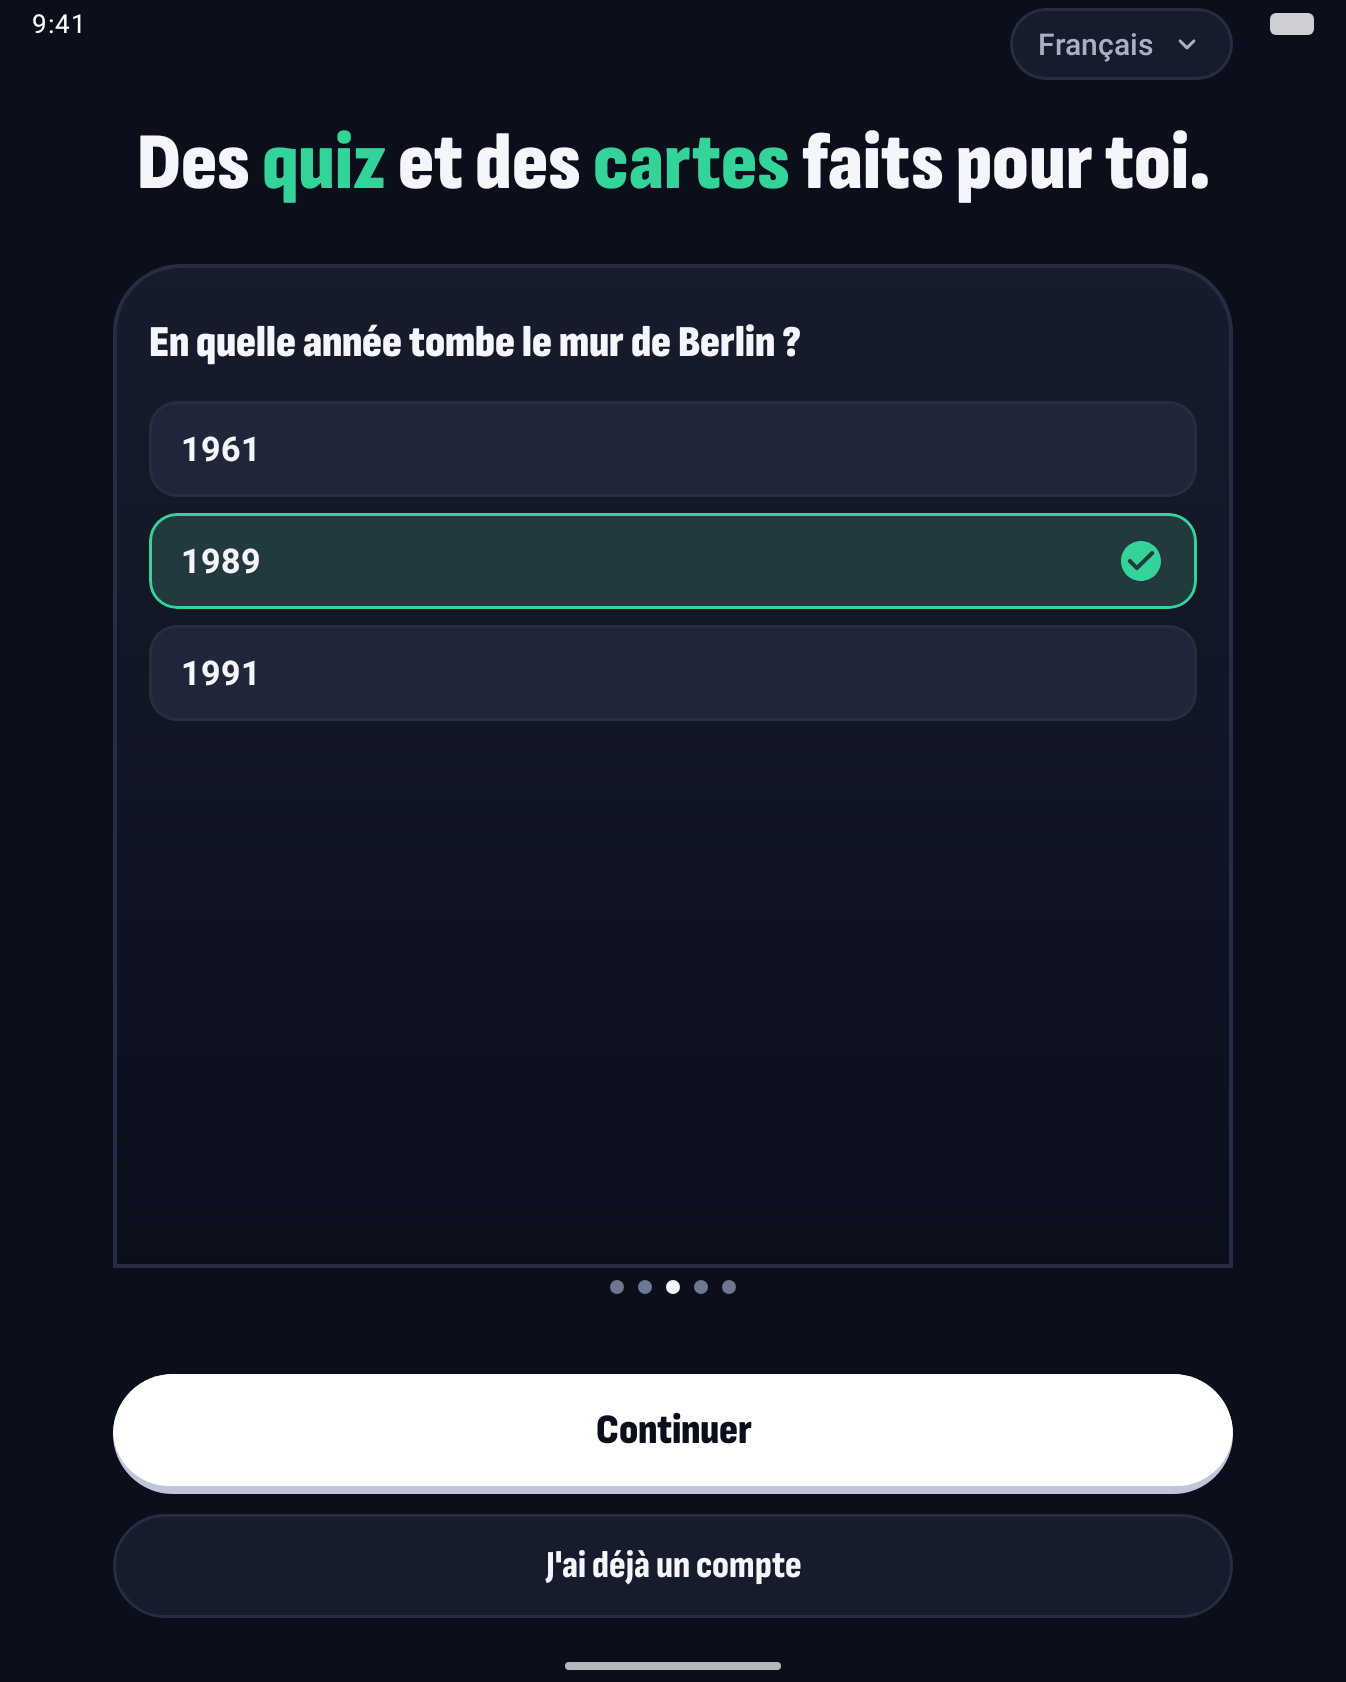 9:41
Français
Des quiz et des cartes faits pour toi.
En quelle année tombe le mur de Berlin ?
1961
1989
1991
Continuer
J'ai déjà un compte